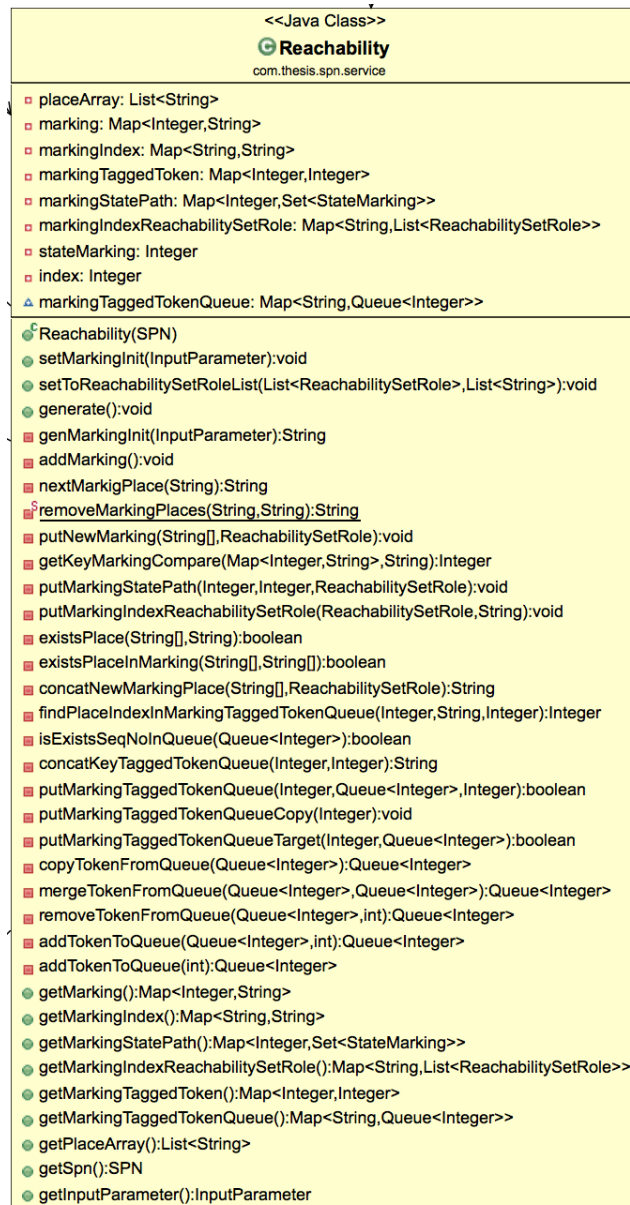 <<Java Class>>
C Reachability
com.thesis.spn.service
placeArray: List<String>
marking: Map<Integer,String>
markingIndex: Map<String,String>
markingTaggedToken: Map<Integer,Integer>
markingStatePath: Map<Integer,Set<StateMarking>>
markingIndexReachabilitySetRole: Map<String,List<ReachabilitySetRole>>
stateMarking: Integer
index: Integer
markingTaggedTokenQueue: Map<String,Queue<Integer>>
C Reachability(SPN)
setMarkingInit(InputParameter):void
setToReachabilitySetRoleList(List<ReachabilitySetRole>,List<String>):void
generate():void
genMarkingInit(InputParameter):String
addMarking():void
nextMarkigPlace(String):String
S removeMarkingPlaces(String,String):String
putNewMarking(String[],ReachabilitySetRole):void
getKeyMarkingCompare(Map<Integer,String>,String):Integer
putMarkingStatePath(Integer,Integer,ReachabilitySetRole):void
putMarkingIndexReachabilitySetRole(ReachabilitySetRole,String):void
existsPlace(String[],String):boolean
existsPlaceInMarking(String[],String[]):boolean
concatNewMarkingPlace(String[],ReachabilitySetRole):String
findPlaceIndexInMarkingTaggedTokenQueue(Integer,String,Integer):Integer
isExistsSeqNoInQueue(Queue<Integer>):boolean
concatKeyTaggedTokenQueue(Integer,Integer):String
putMarkingTaggedTokenQueue(Integer,Queue<Integer>,Integer):boolean
putMarkingTaggedTokenQueueCopy(Integer):void
putMarkingTaggedTokenQueueTarget(Integer,Queue<Integer>):boolean
copyTokenFromQueue(Queue<Integer>):Queue<Integer>
mergeTokenFromQueue(Queue<Integer>,Queue<Integer>):Queue<Integer>
removeTokenFromQueue(Queue<Integer>,int):Queue<Integer>
addTokenToQueue(Queue<Integer>,int):Queue<Integer>
addTokenToQueue(int):Queue<Integer>
getMarking():Map<Integer,String>
getMarkingIndex():Map<String,String>
getMarkingStatePath():Map<Integer,Set<StateMarking>>
getMarkingIndexReachabilitySetRole():Map<String,List<ReachabilitySetRole>>
getMarkingTaggedToken():Map<Integer,Integer>
getMarkingTaggedTokenQueue():Map<String,Queue<Integer>>
getPlaceArray():List<String>
getSpn():SPN
getInputParameter():InputParameter